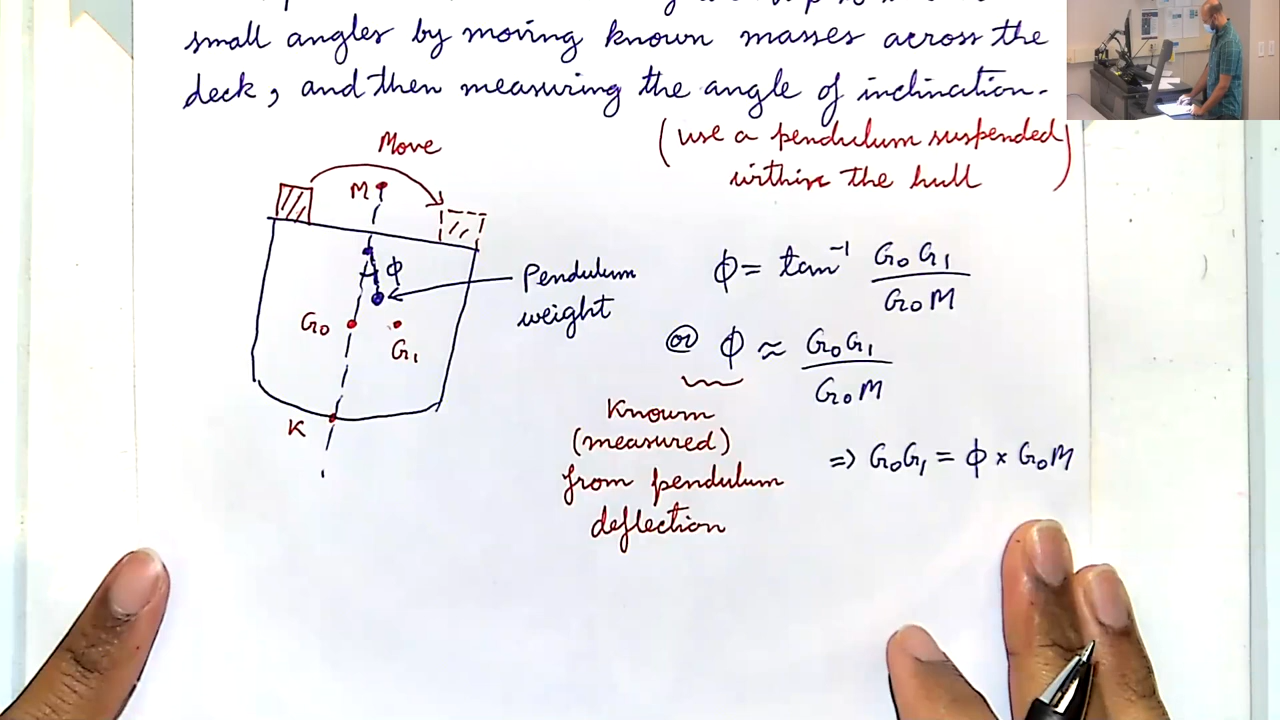 small angles by moving known masses across the
deck, and then measuring the angle of inclination.
(use a pendulum suspended
within the hull)
Move
M
ϕ
Pendulum
weight
G₀
G₁
K
ϕ = tan⁻¹ G₀G₁ / G₀M
or ϕ ≈ G₀G₁ / G₀M
Known
(measured)
from pendulum
deflection
⇒ G₀G₁ = ϕ × G₀M